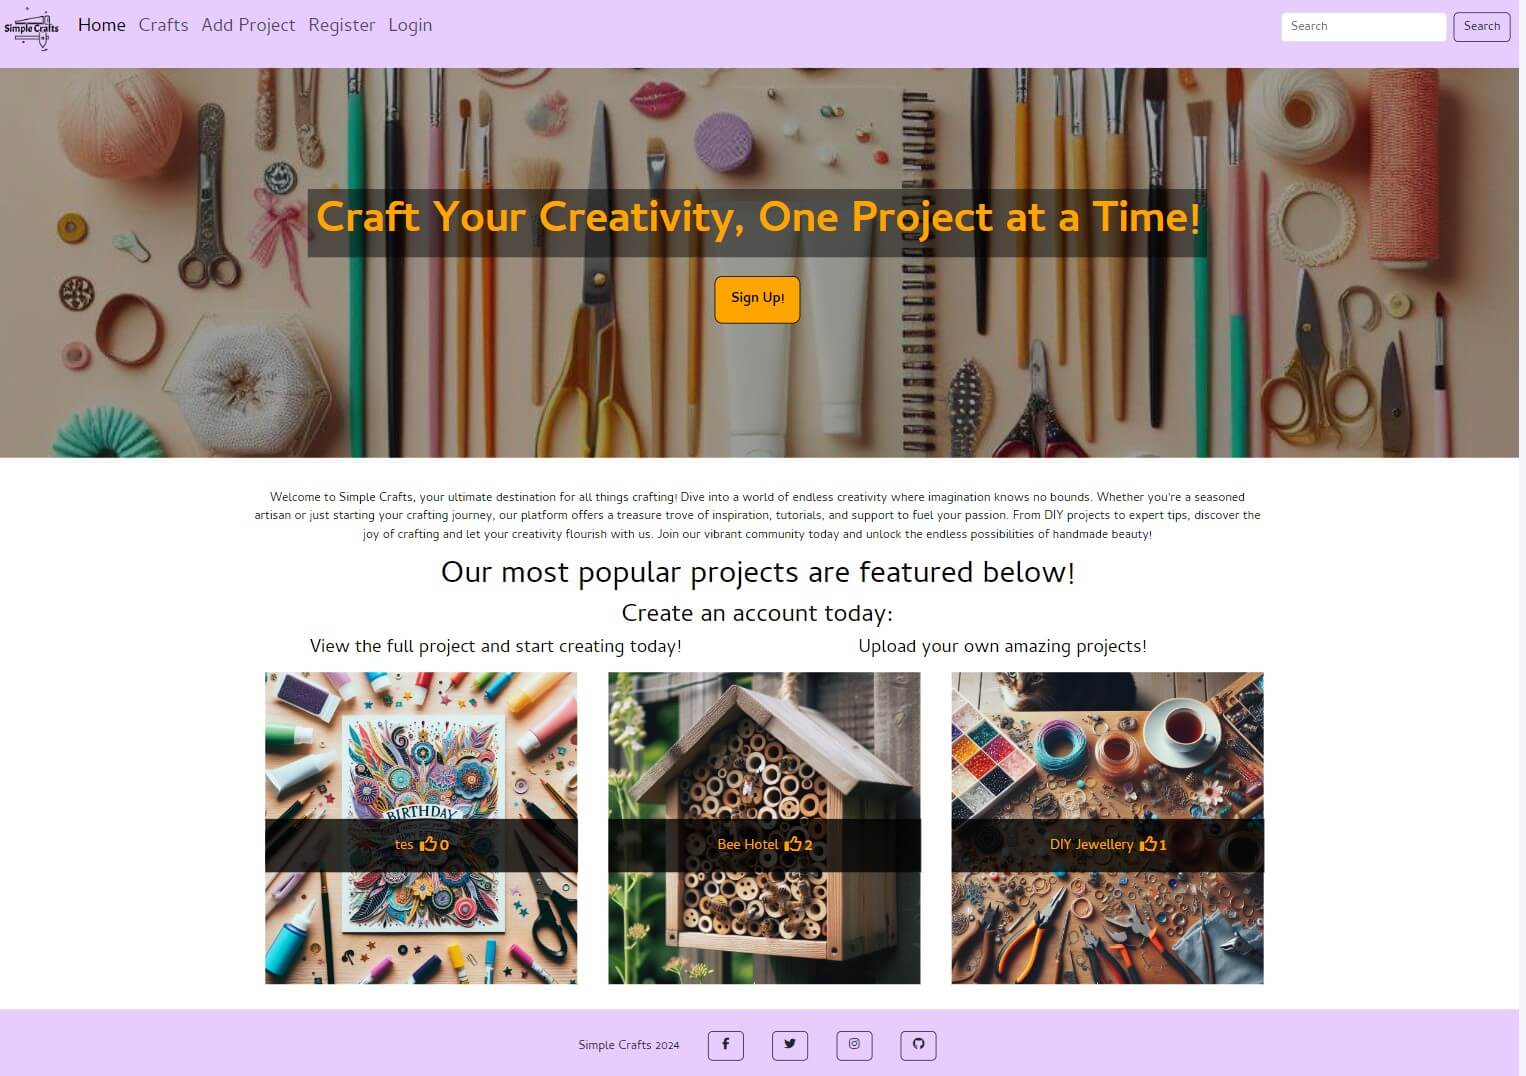 Simple Crafts
Home Crafts Add Project Register Login
Search Search
Craft Your Creativity, One Project at a Time!
Sign Up!
Welcome to Simple Crafts, your ultimate destination for all things crafting! Dive into a world of endless creativity where imagination knows no bounds. Whether you're a seasoned
artisan or just starting your crafting journey, our platform offers a treasure trove of inspiration, tutorials, and support to fuel your passion. From DIY projects to expert tips, discover the
joy of crafting and let your creativity flourish with us. Join our vibrant community today and unlock the endless possibilities of handmade beauty!
Our most popular projects are featured below!
Create an account today:
View the full project and start creating today!
Upload your own amazing projects!
BIRTHDAY
tes 0
Bee Hotel 2
DIY Jewellery 1
Simple Crafts 2024